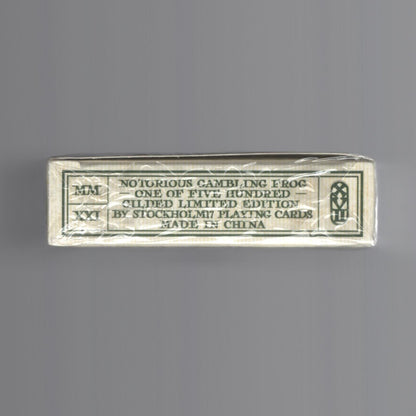 MM
XXI
NOTORIOUS GAMBLING FROG
— ONE OF FIVE HUNDRED —
GILDED LIMITED EDITION
BY STOCKHOLM17 PLAYING CARDS
MADE IN CHINA